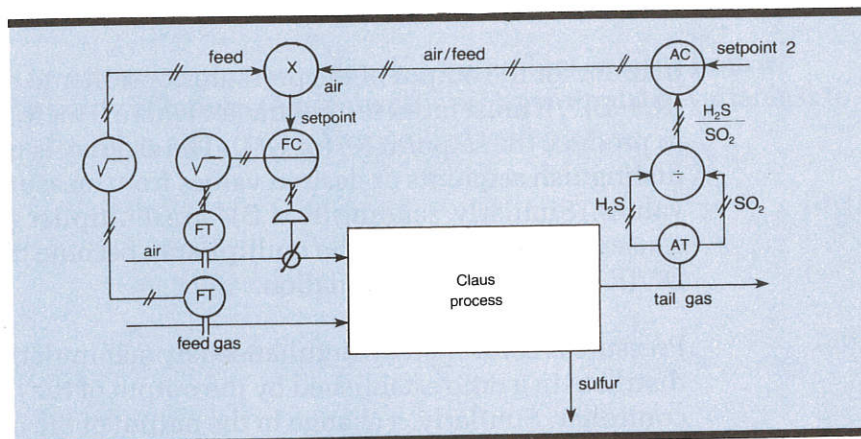 feed
X
air/feed
AC
setpoint 2
air
setpoint
H₂S
SO₂
√
√
FC
÷
H₂S
SO₂
FT
air
AT
FT
feed gas
Claus
process
tail gas
sulfur